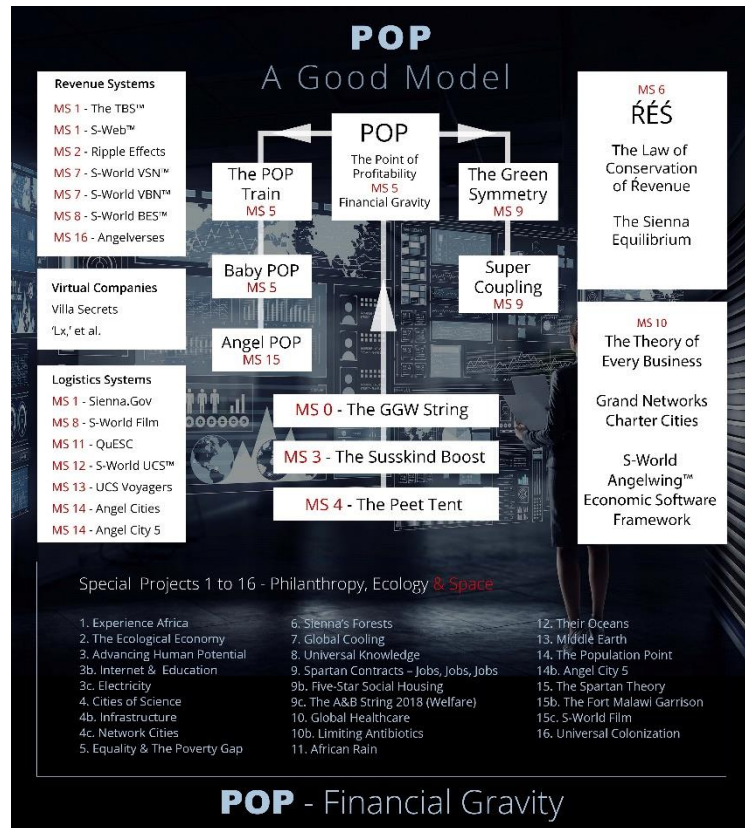 POP
A Good Model
Revenue Systems
MS 1 - The TBS™
MS 1 - S-Web™
MS 2 - Ripple Effects
MS 7 - S-World VSN™
MS 7 - S-World VBN™
MS 8 - S-World BES™
MS 16 - Angelverses
Virtual Companies
Villa Secrets
‘Lx,’ et al.
Logistics Systems
MS 1 - Sienna.Gov
MS 8 - S-World Film
MS 11 - QuESC
MS 12 - S-World UCS™
MS 13 - UCS Voyagers
MS 14 - Angel Cities
MS 14 - Angel City 5
The POP
Train
MS 5
Baby POP
MS 5
Angel POP
MS 15
POP
The Point of
Profitability
MS 5
Financial Gravity
The Green
Symmetry
MS 9
Super
Coupling
MS 9
MS 0 - The GGW String
MS 3 - The Susskind Boost
MS 4 - The Peet Tent
MS 6
ŔÉŚ
The Law of
Conservation
of Ŕevenue
The Sienna
Equilibrium
MS 10
The Theory of
Every Business
Grand Networks
Charter Cities
S-World
Angelwing™
Economic Software
Framework
Special Projects 1 to 16 - Philanthropy, Ecology & Space
1. Experience Africa
2. The Ecological Economy
3. Advancing Human Potential
3b. Internet & Education
3c. Electricity
4. Cities of Science
4b. Infrastructure
4c. Network Cities
5. Equality & The Poverty Gap
6. Sienna’s Forests
7. Global Cooling
8. Universal Knowledge
9. Spartan Contracts – Jobs, Jobs, Jobs
9b. Five-Star Social Housing
9c. The A&B String 2018 (Welfare)
10. Global Healthcare
10b. Limiting Antibiotics
11. African Rain
12. Their Oceans
13. Middle Earth
14. The Population Point
14b. Angel City 5
15. The Spartan Theory
15b. The Fort Malawi Garrison
15c. S-World Film
16. Universal Colonization
POP - Financial Gravity